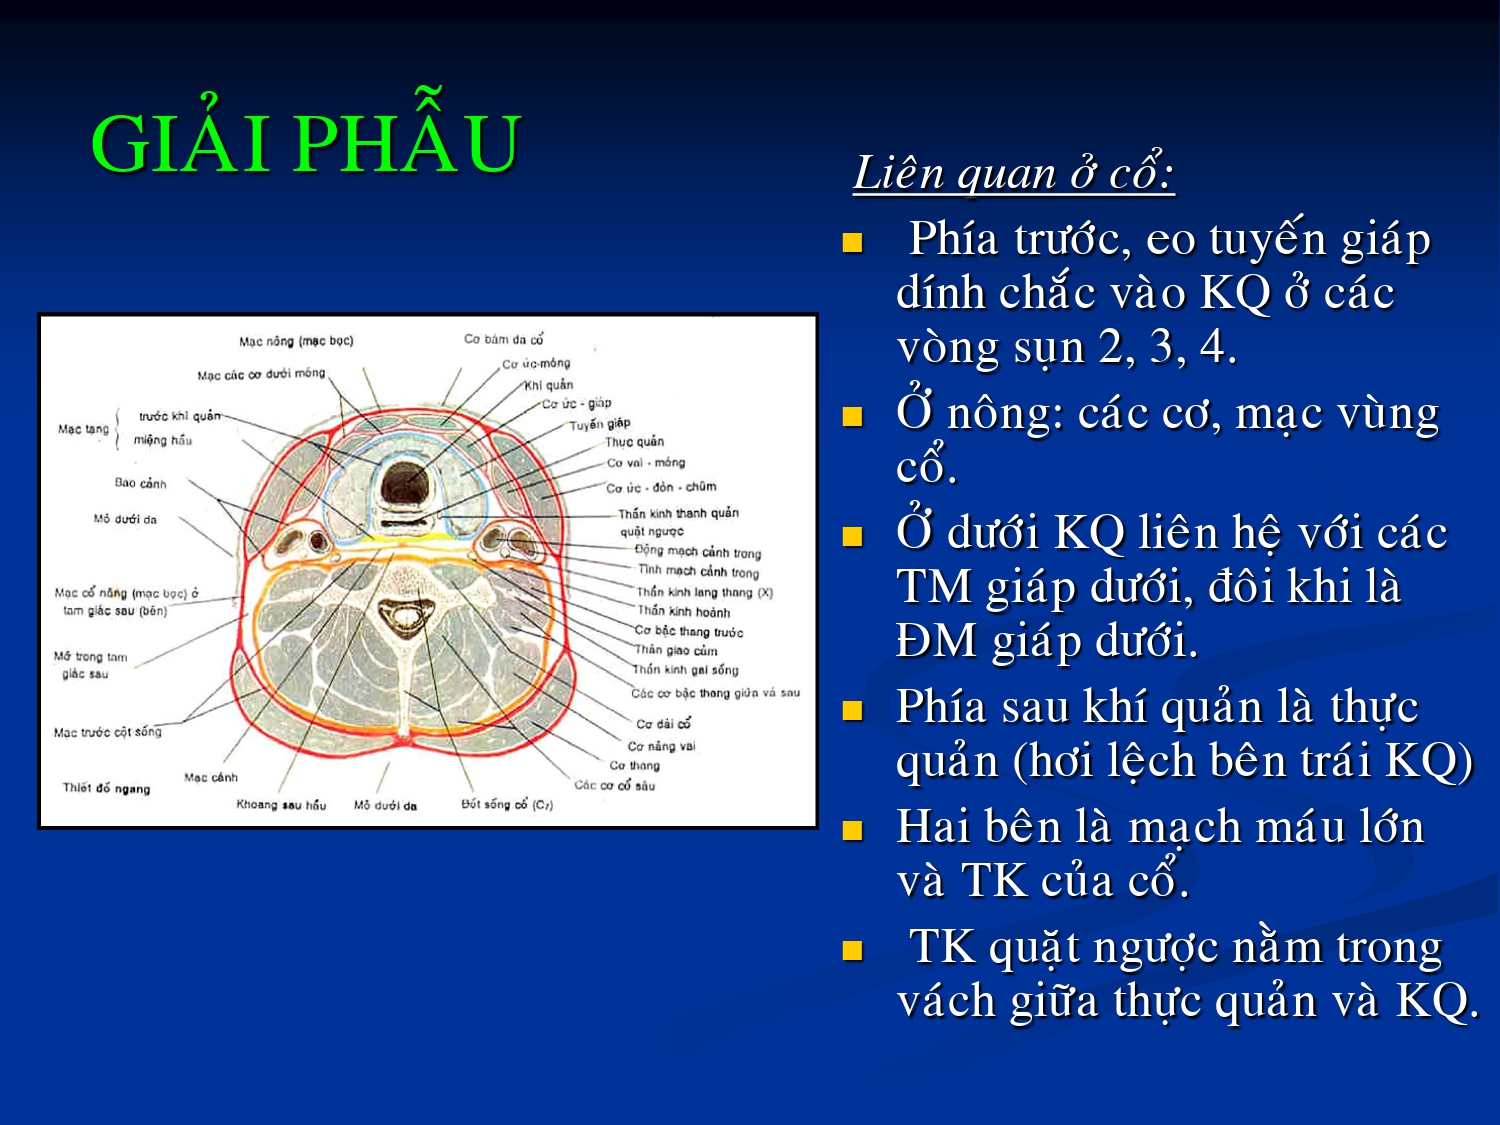 GIẢI PHẪU
Liên quan ở cổ:
Phía trước, eo tuyến giáp
dính chắc vào KQ ở các
vòng sụn 2, 3, 4.
Ở nông: các cơ, mạc vùng
cổ.
Ở dưới KQ liên hệ với các
TM giáp dưới, đôi khi là
ĐM giáp dưới.
Phía sau khí quản là thực
quản (hơi lệch bên trái KQ)
Hai bên là mạch máu lớn
và TK của cổ.
TK quặt ngược nằm trong
vách giữa thực quản và KQ.
Mạc nông (mạc bọc)
Mạc các cơ dưới móng
Mạc tạng
trước khí quản
miệng hầu
Bao cảnh
Mô dưới da
Mạc cổ nông (mạc bọc) ở
tam giác sau (bên)
Mỡ trong tam
giác sau
Mạc trước cột sống
Mạc cánh
Thiết đồ ngang
Khoang sau hầu
Mô dưới da
Đốt sống cổ (C7)
Cơ bám da cổ
Cơ ức-móng
Khí quản
Cơ ức - giáp
Tuyến giáp
Thực quản
Cơ vai - móng
Cơ ức - đòn - chũm
Thần kinh thanh quản
quặt ngược
Động mạch cảnh trong
Tĩnh mạch cảnh trong
Thần kinh lang thang (X)
Thần kinh hoành
Cơ bậc thang trước
Thân giao cảm
Thần kinh gai sống
Các cơ bậc thang giữa và sau
Cơ dài cổ
Cơ nâng vai
Cơ thang
Các cơ cổ sâu